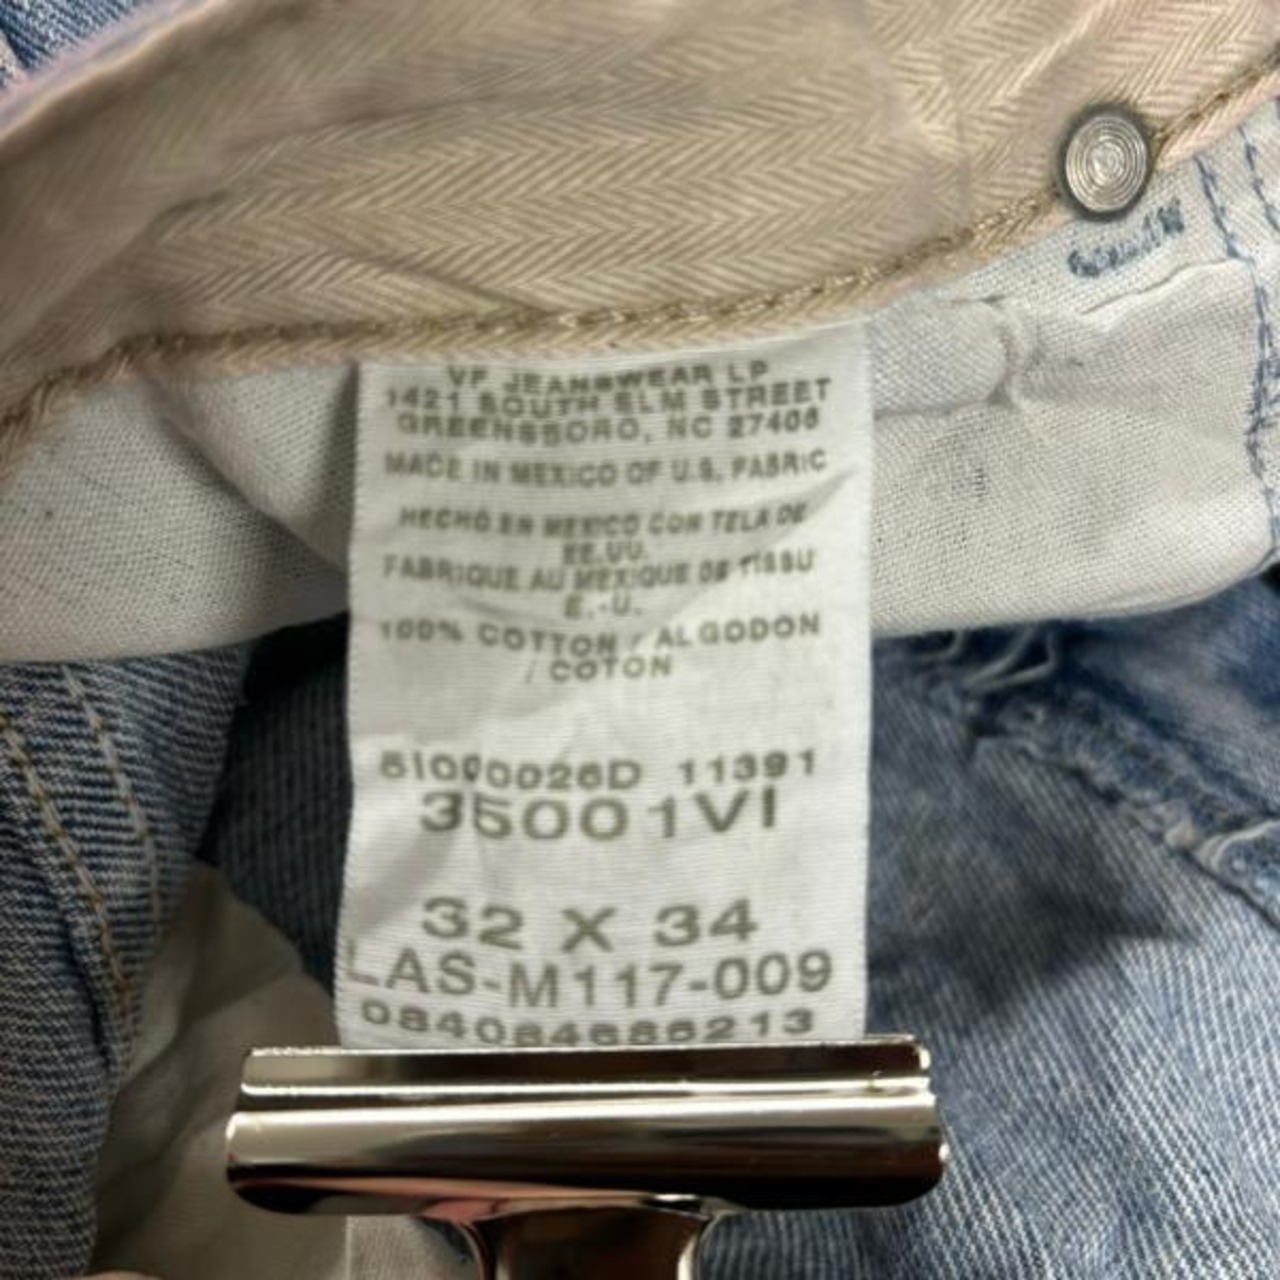 VF JEANSWEAR LP
1421 SOUTH ELM STREET
GREENSBORO, NC 27406
MADE IN MEXICO OF U.S. FABRIC
HECHO EN MEXICO CON TELA DE
EE.UU.
FABRIQUE AU MEXIQUE DE TISSU
E.-U.
100% COTTON / ALGODON
/ COTON
11391
35001VI
32 X 34
LAS-M117-009